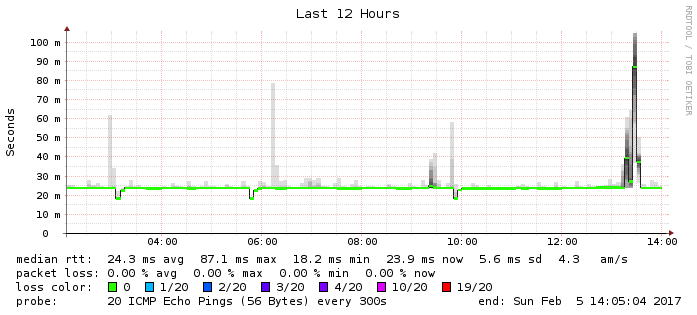 Last 12 Hours
RRDTOOL / TOBI OETIKER
Seconds
100 m
90 m
80 m
70 m
60 m
50 m
40 m
30 m
20 m
10 m
0
04:00 06:00 08:00 10:00 12:00 14:00
median rtt: 24.3 ms avg 87.1 ms max 18.2 ms min 23.9 ms now 5.6 ms sd 4.3 am/s
packet loss: 0.00 % avg 0.00 % max 0.00 % min 0.00 % now
loss color: 0 1/20 2/20 3/20 4/20 10/20 19/20
probe: 20 ICMP Echo Pings (56 Bytes) every 300s end: Sun Feb 5 14:05:04 2017